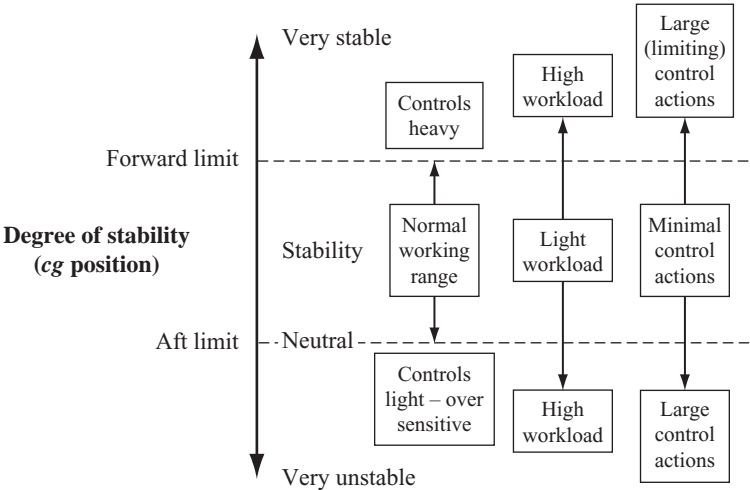 Very stable
Large
(limiting)
control
actions
High
workload
Controls
heavy
Forward limit
Degree of stability
(cg position)
Stability
Normal
working
range
Light
workload
Minimal
control
actions
Aft limit
Neutral
Controls
light – over
sensitive
High
workload
Large
control
actions
Very unstable